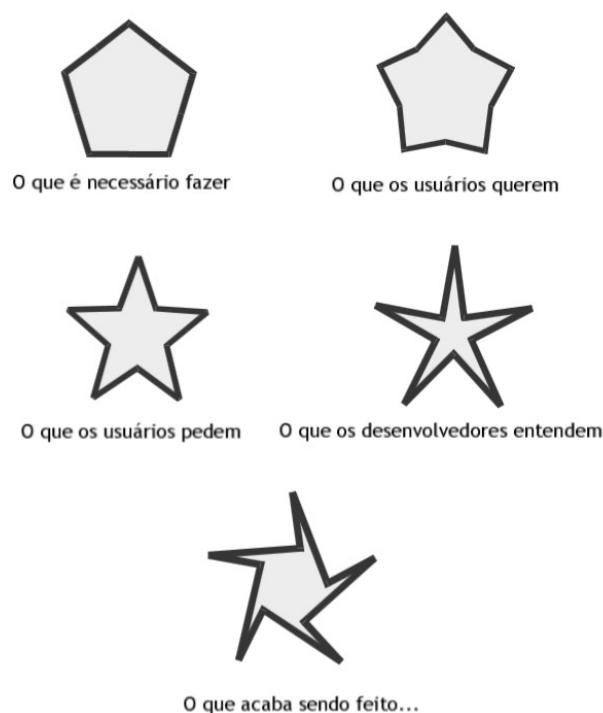 O que é necessário fazer
O que os usuários querem
O que os usuários pedem
O que os desenvolvedores entendem
O que acaba sendo feito...